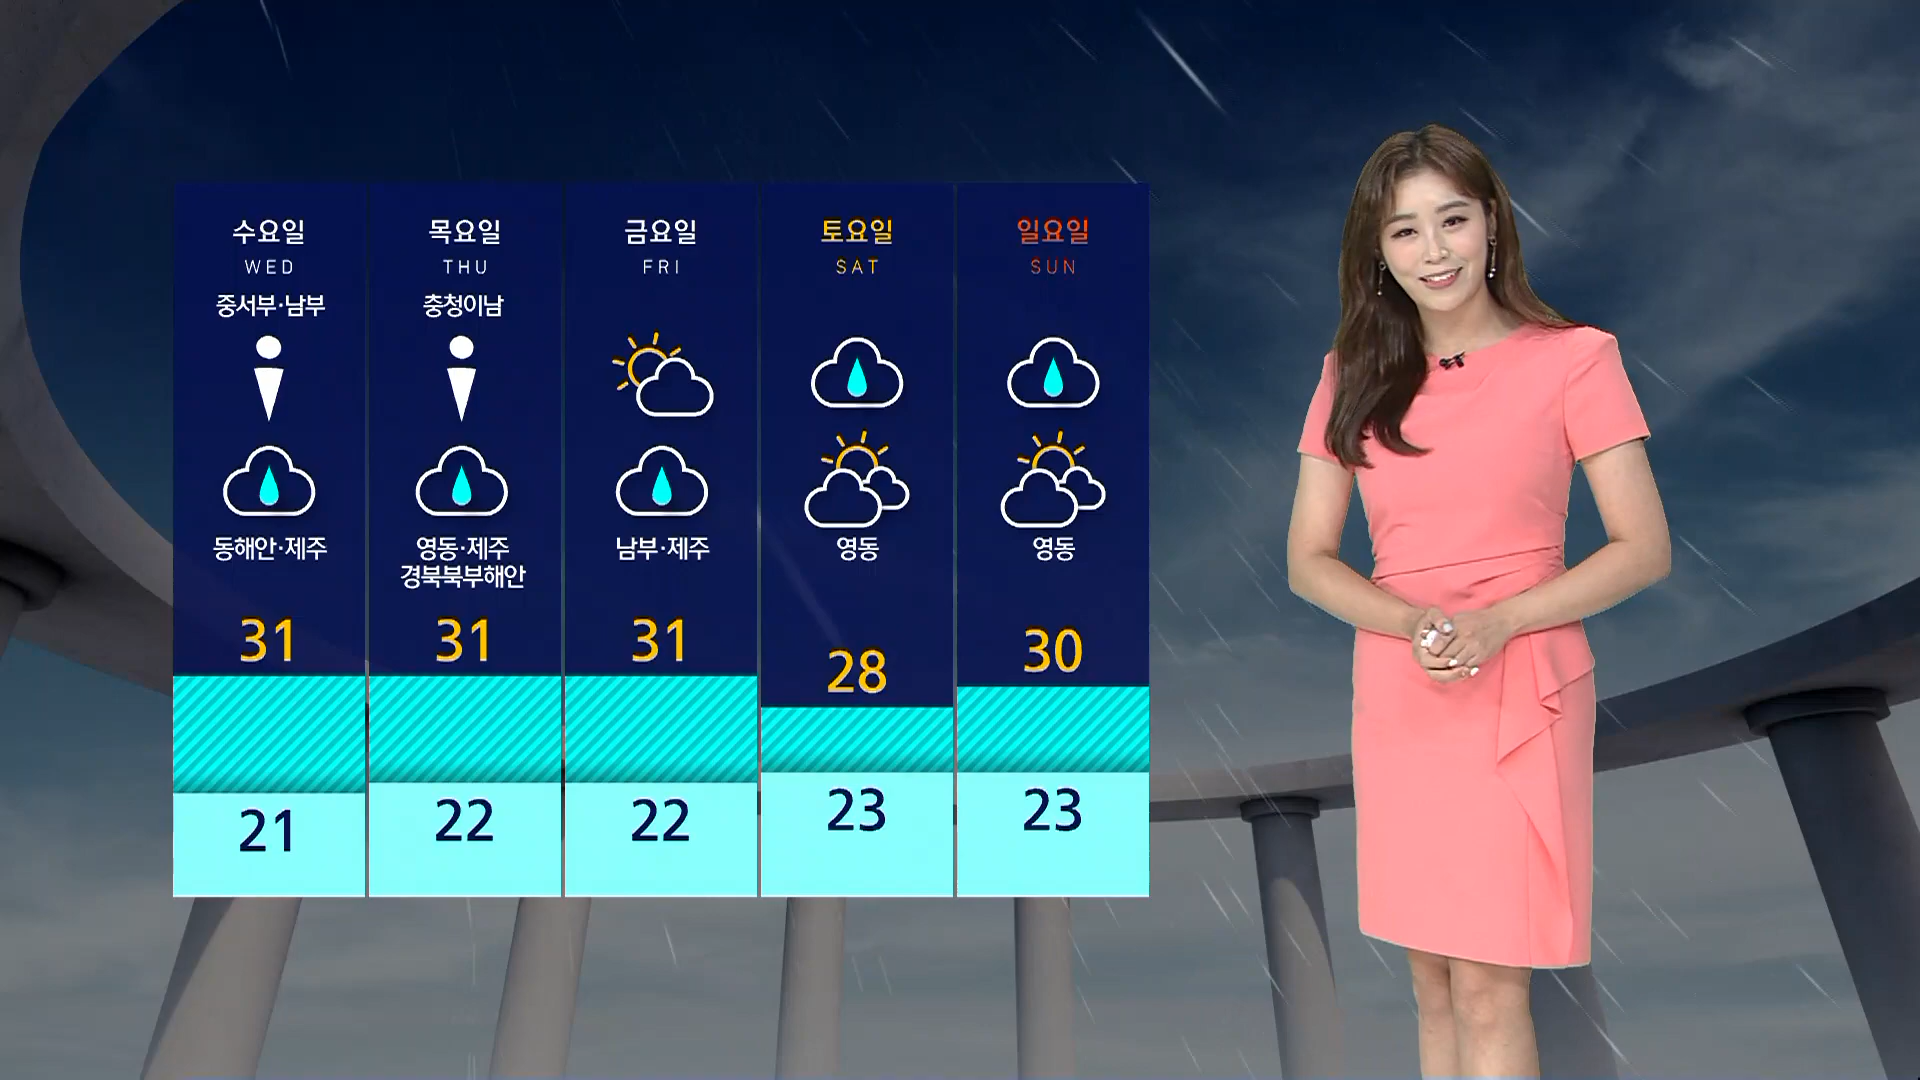 수요일
WED
중서부·남부
동해안·제주
31
21
목요일
THU
충청이남
영동·제주
경북북부해안
31
22
금요일
FRI
남부·제주
31
22
토요일
SAT
영동
28
23
일요일
SUN
영동
30
23